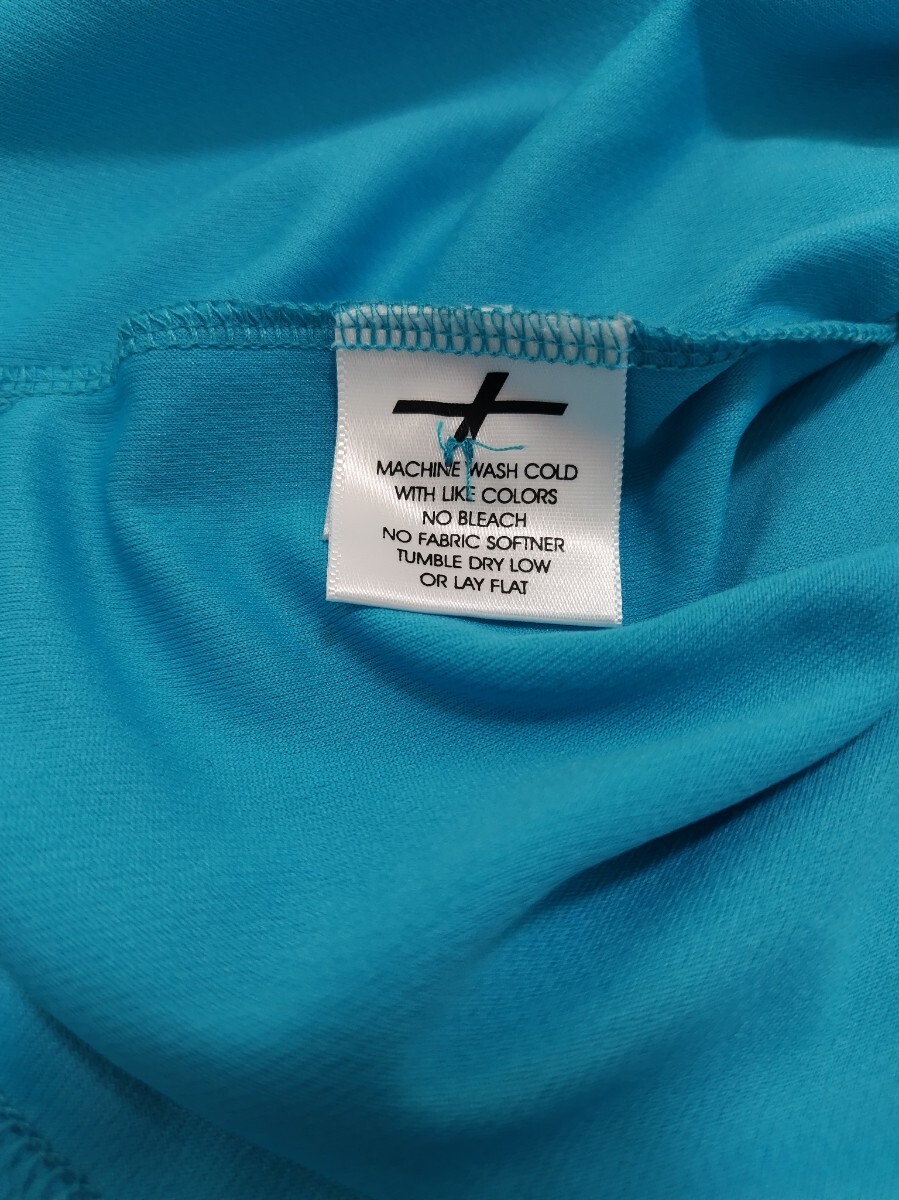 MACHINE WASH COLD
WITH LIKE COLORS
NO BLEACH
NO FABRIC SOFTNER
TUMBLE DRY LOW
OR LAY FLAT